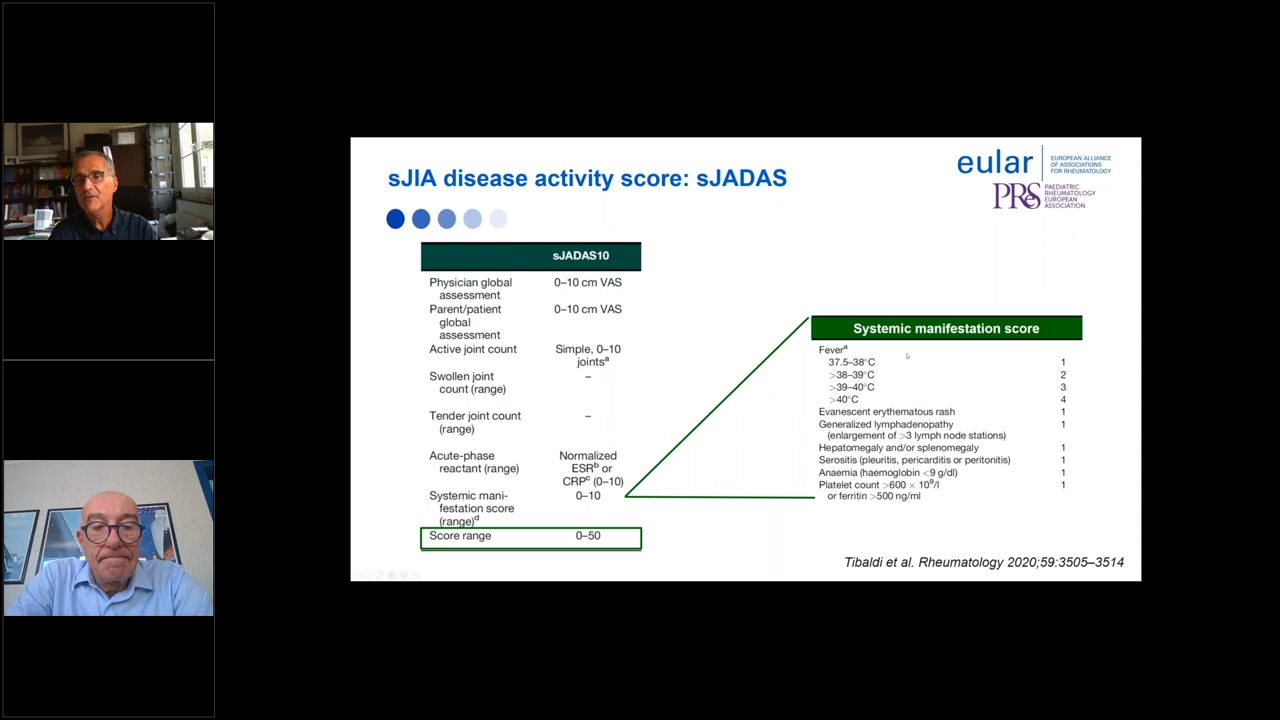 sJIA disease activity score: sJADAS
eular
EUROPEAN ALLIANCE
OF ASSOCIATIONS
FOR RHEUMATOLOGY
PReS
PAEDIATRIC
RHEUMATOLOGY
EUROPEAN
ASSOCIATION
sJADAS10
Physician global assessment 0–10 cm VAS
Parent/patient global assessment 0–10 cm VAS
Active joint count Simple, 0–10 joints^a
Swollen joint count (range) –
Tender joint count (range) –
Acute-phase reactant (range) Normalized ESR^b or CRP^c (0–10)
Systemic mani-festation score (range)^d 0–10
Score range 0–50
Systemic manifestation score
Fever^a
37.5–38°C 1
>38–39°C 2
>39–40°C 3
>40°C 4
Evanescent erythematous rash 1
Generalized lymphadenopathy 1
(enlargement of >3 lymph node stations)
Hepatomegaly and/or splenomegaly 1
Serositis (pleuritis, pericarditis or peritonitis) 1
Anaemia (haemoglobin <9 g/dl) 1
Platelet count >600 × 10^9/l 1
or ferritin >500 ng/ml
Tibaldi et al. Rheumatology 2020;59:3505–3514